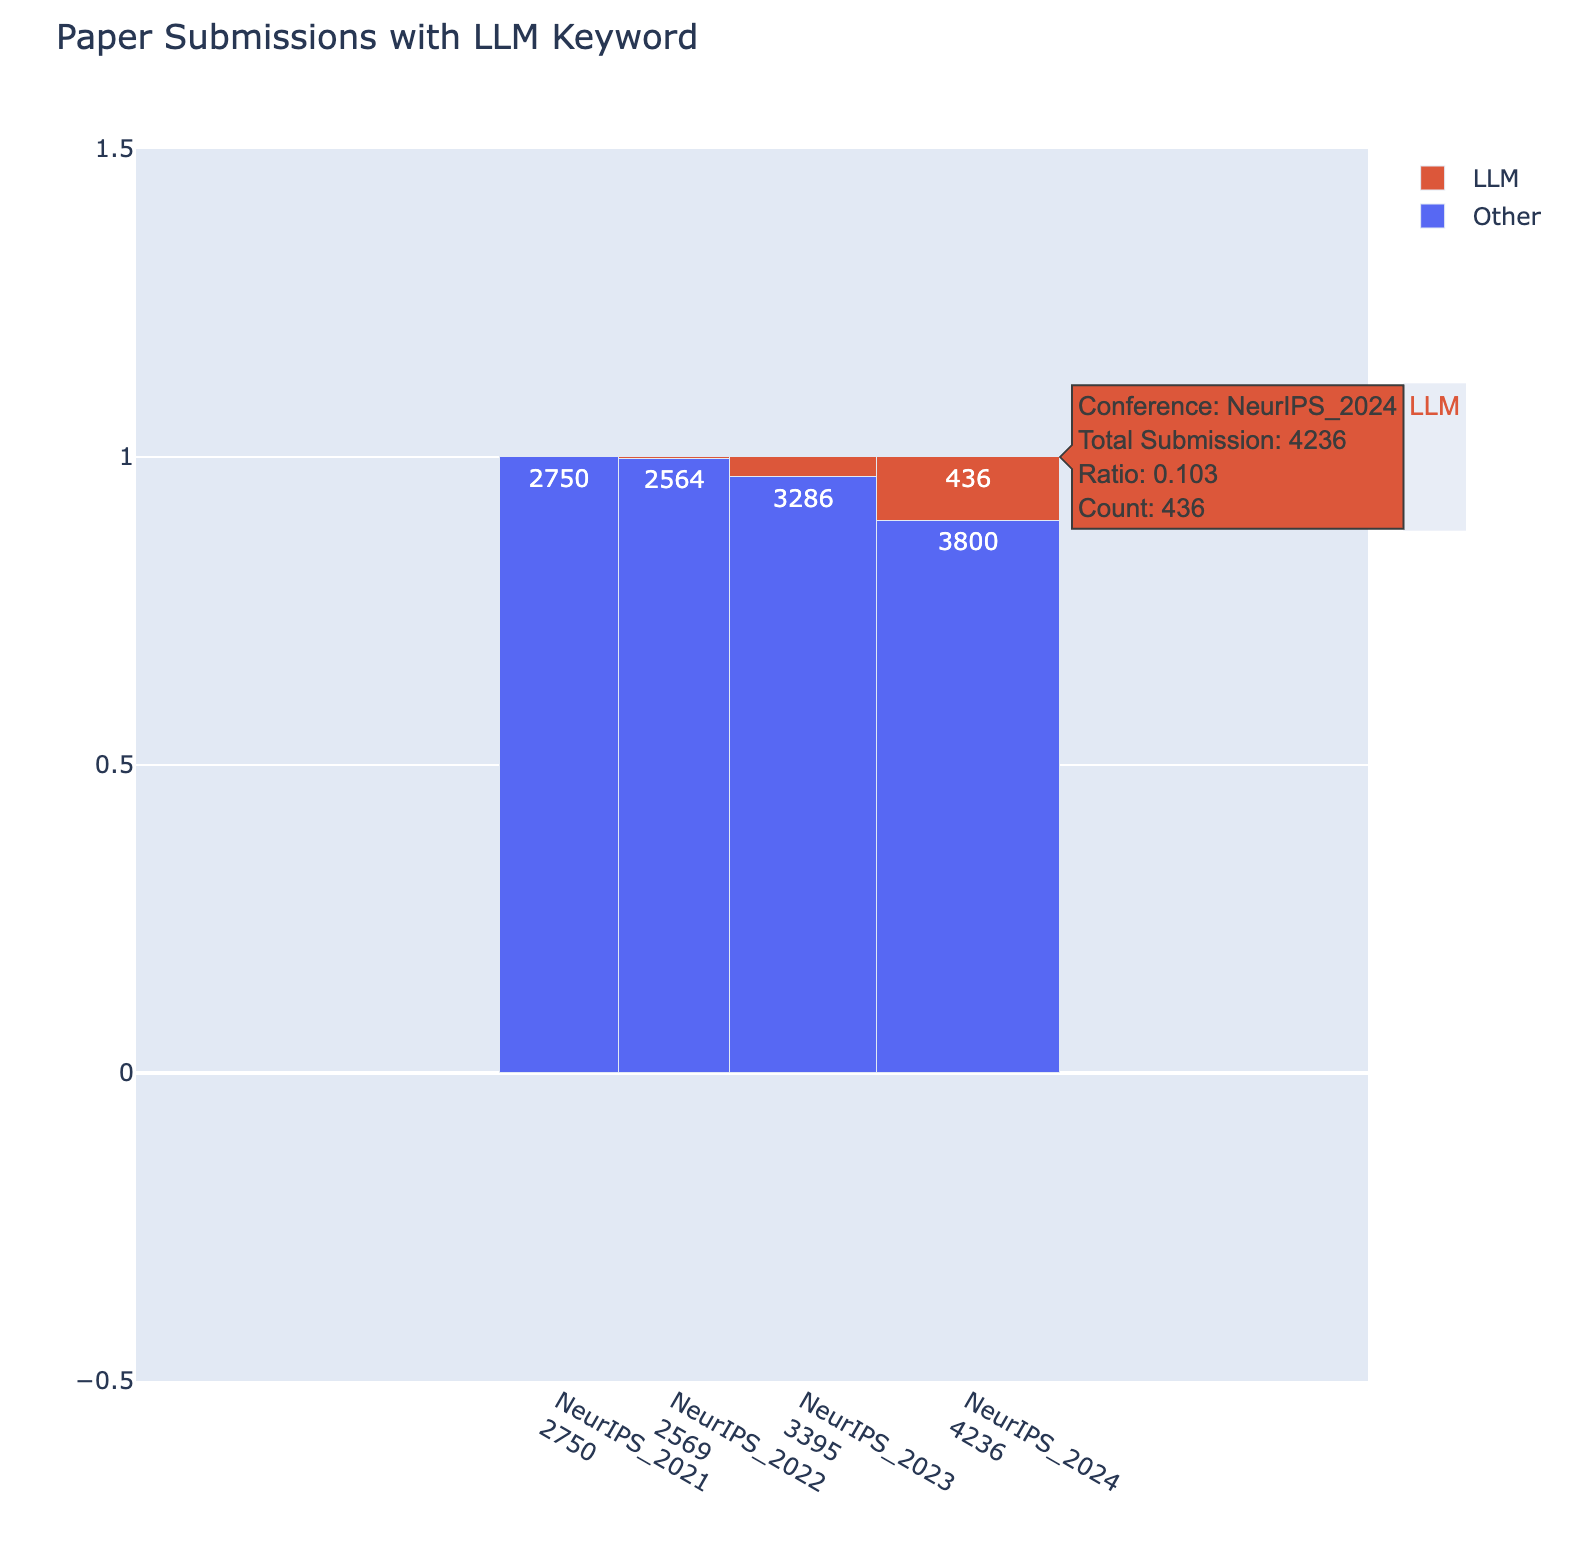 Paper Submissions with LLM Keyword
1.5
1
0.5
0
−0.5
LLM
Other
Conference: NeurIPS_2024 LLM
Total Submission: 4236
Ratio: 0.103
Count: 436
2750
2564
3286
436
3800
NeurIPS_2021
2750
NeurIPS_2022
2569
NeurIPS_2023
3395
NeurIPS_2024
4236